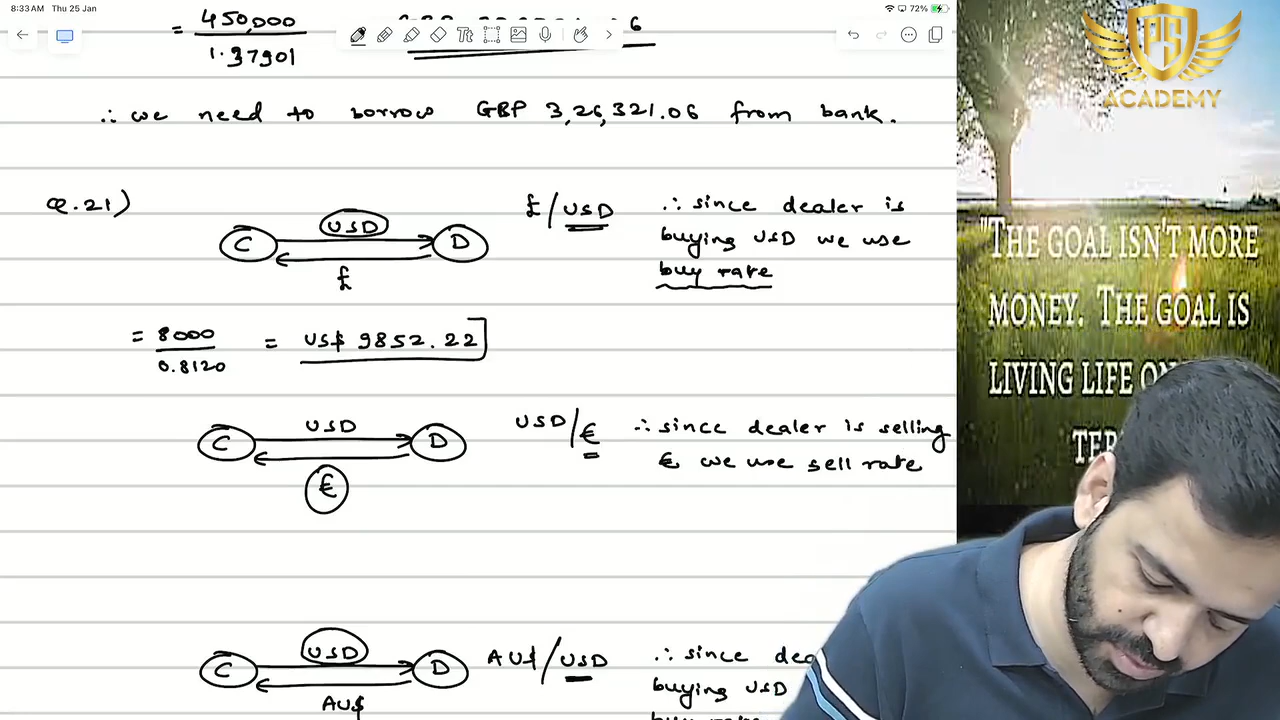 8:33 AM Thu 25 Jan
72%
= 450,000
1.37901
6
∴ we need to borrow GBP 3,26,321.06 from bank.
Q.21)
C USD D
£
£/USD ∴ since dealer is
buying USD we use
buy rate
= 8000 = US$ 9852.22
0.8120
C USD D
€
USD/€ ∴ since dealer is selling
€ we use sell rate
C USD D
AU$
AU$/USD ∴ since
buying USD
PS
ACADEMY
"THE GOAL ISN'T MORE
MONEY. THE GOAL IS
LIVING LIFE